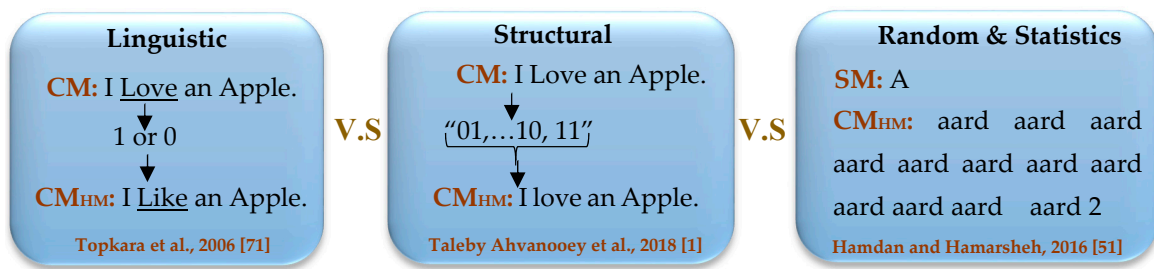 Linguistic
CM: I Love an Apple.
1 or 0
CMHM: I Like an Apple.
Topkara et al., 2006 [71]
V.S
Structural
CM: I Love an Apple.
“01,…10, 11”
CMHM: I love an Apple.
Taleby Ahvanooey et al., 2018 [1]
V.S
Random & Statistics
SM: A
CMHM: aard aard aard
aard aard aard aard aard
aard aard aard aard 2
Hamdan and Hamarsheh, 2016 [51]